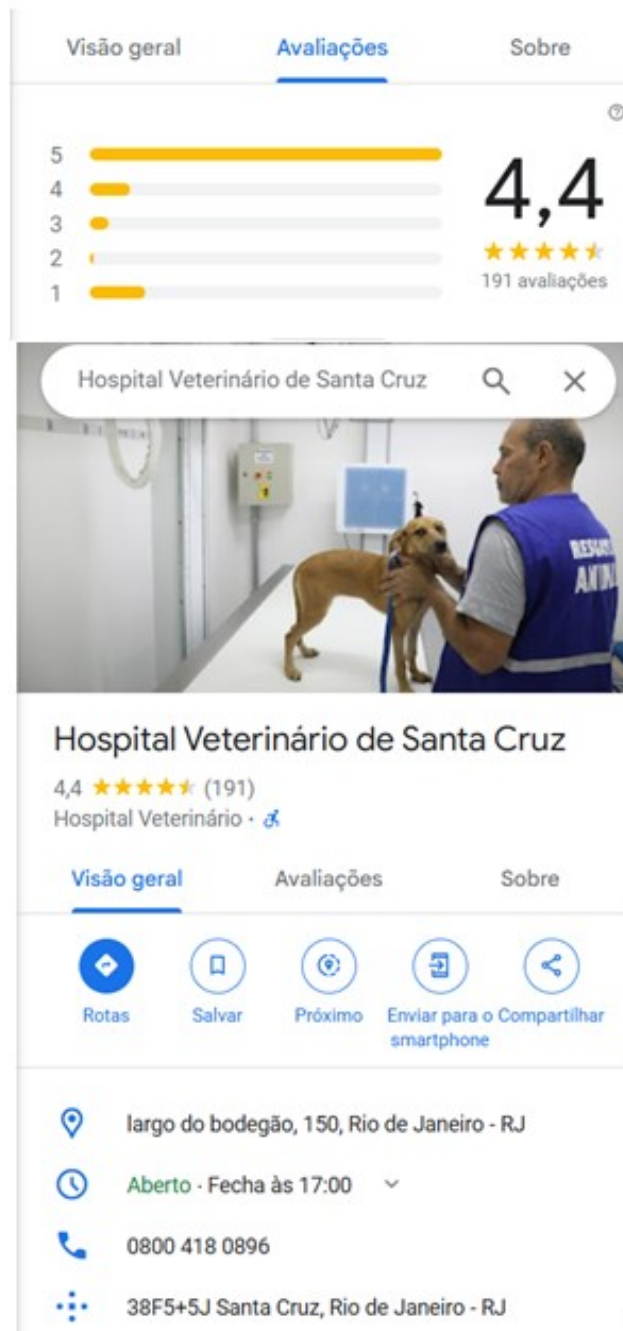 Visão geral Avaliações Sobre
5
4
3
2
1
4,4
191 avaliações
Hospital Veterinário de Santa Cruz
RESGATE
Hospital Veterinário de Santa Cruz
4,4 (191)
Hospital Veterinário ·
Visão geral Avaliações Sobre
Rotas Salvar Próximo Enviar para o Compartilhar
smartphone
largo do bodegão, 150, Rio de Janeiro - RJ
Aberto · Fecha às 17:00
0800 418 0896
38F5+5J Santa Cruz, Rio de Janeiro - RJ